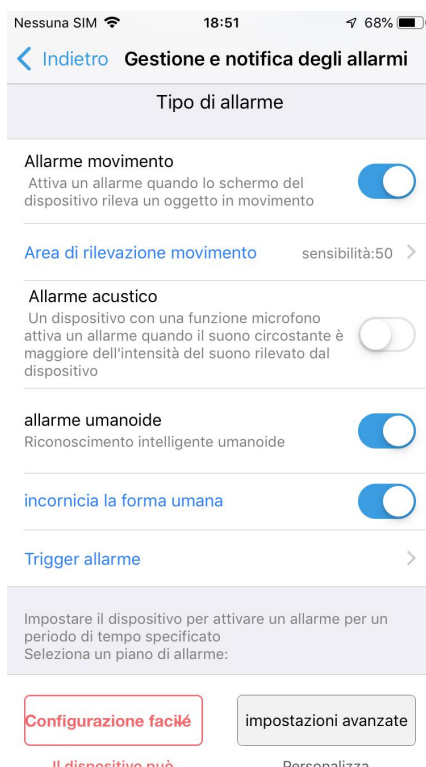 Nessuna SIM 18:51 68%
Indietro Gestione e notifica degli allarmi
Tipo di allarme
Allarme movimento
Attiva un allarme quando lo schermo del
dispositivo rileva un oggetto in movimento
Area di rilevazione movimento sensibilità:50
Allarme acustico
Un dispositivo con una funzione microfono
attiva un allarme quando il suono circostante è
maggiore dell'intensità del suono rilevato dal
dispositivo
allarme umanoide
Riconoscimento intelligente umanoide
incornicia la forma umana
Trigger allarme
Impostare il dispositivo per attivare un allarme per un
periodo di tempo specificato
Seleziona un piano di allarme:
Configurazione facile impostazioni avanzate
Il dispositivo può Personalizza